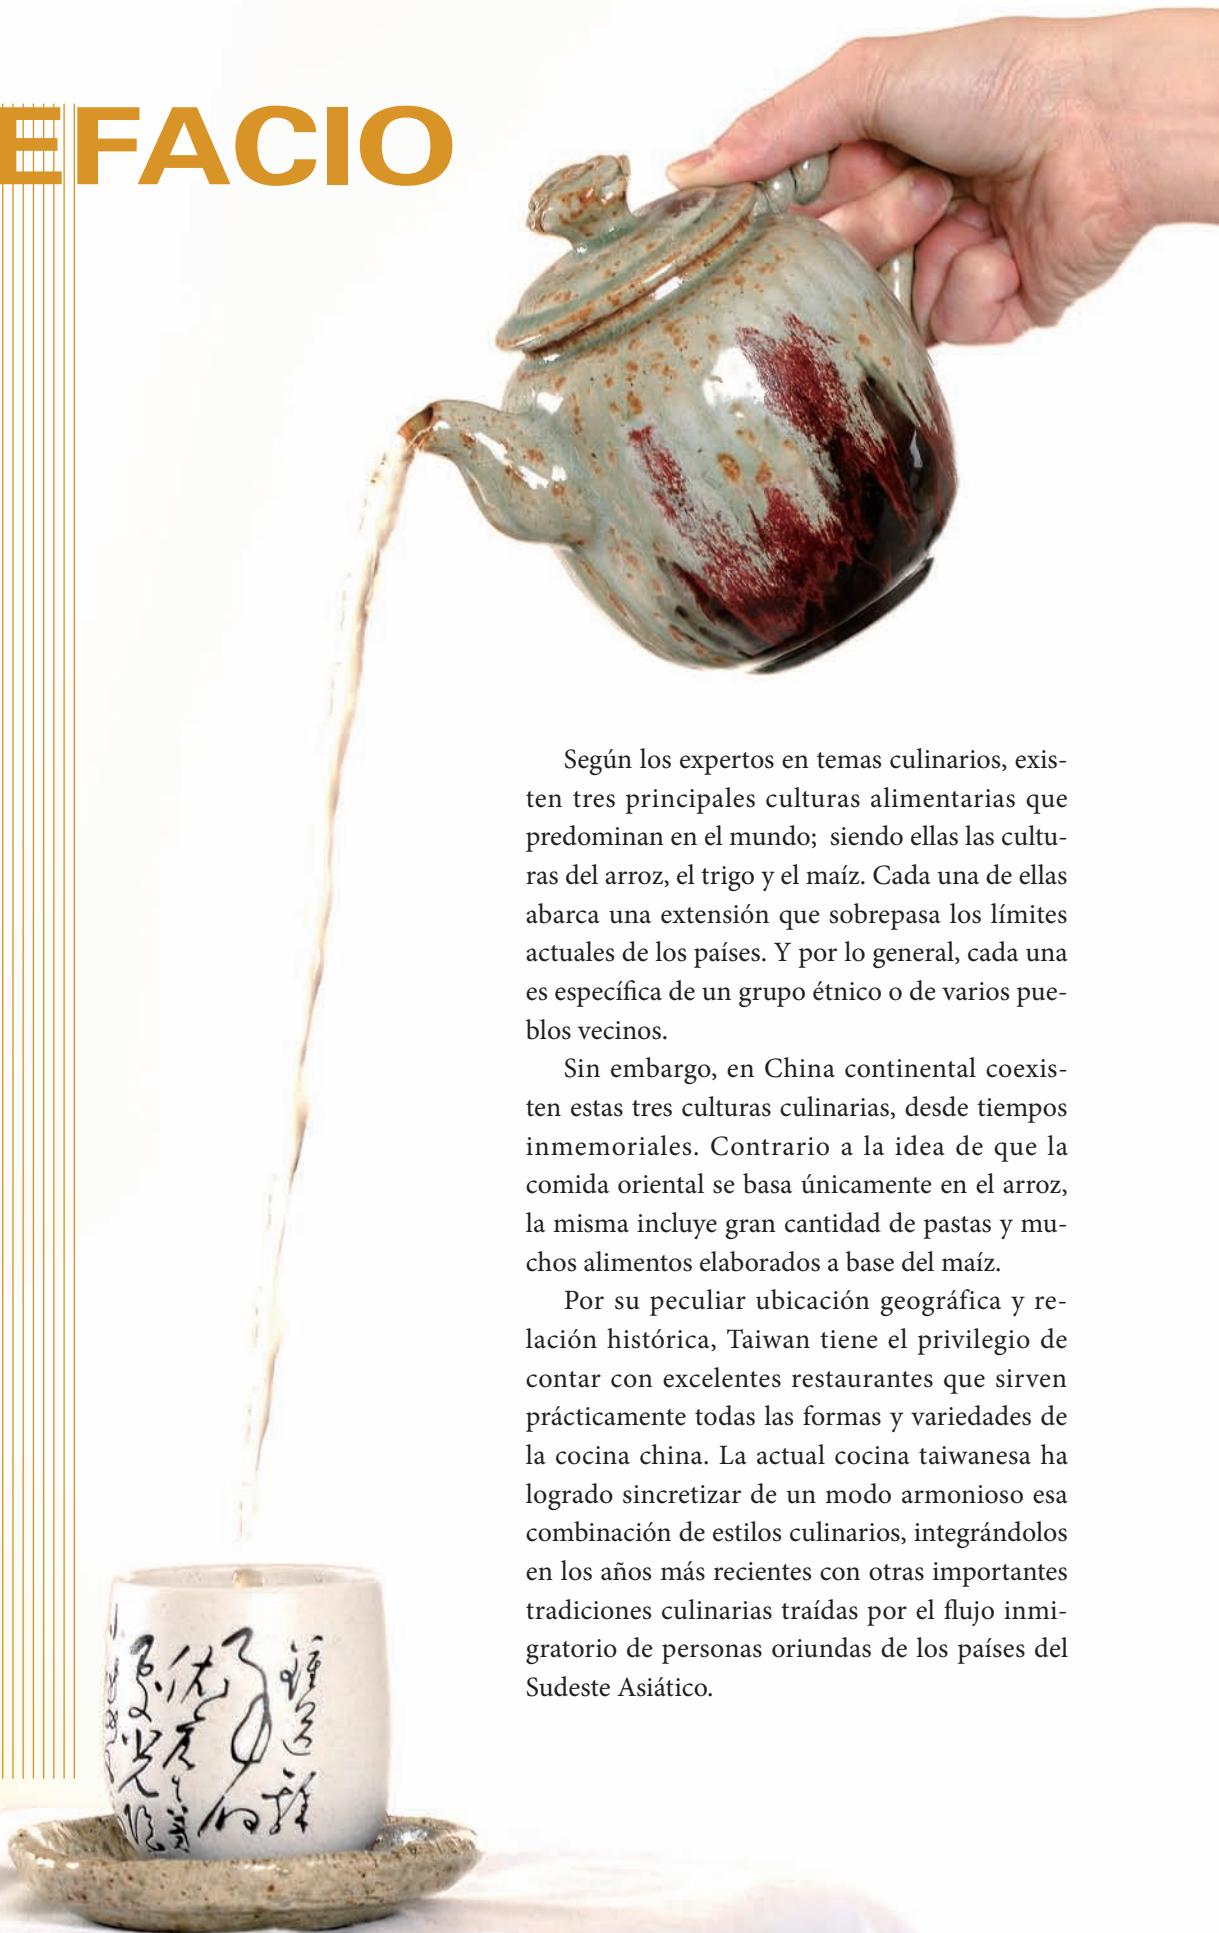 EFACIO
Según los expertos en temas culinarios, exis-
ten tres principales culturas alimentarias que
predominan en el mundo; siendo ellas las cultu-
ras del arroz, el trigo y el maíz. Cada una de ellas
abarca una extensión que sobrepasa los límites
actuales de los países. Y por lo general, cada una
es específica de un grupo étnico o de varios pue-
blos vecinos.
Sin embargo, en China continental coexis-
ten estas tres culturas culinarias, desde tiempos
inmemoriales. Contrario a la idea de que la
comida oriental se basa únicamente en el arroz,
la misma incluye gran cantidad de pastas y mu-
chos alimentos elaborados a base del maíz.
Por su peculiar ubicación geográfica y re-
lación histórica, Taiwan tiene el privilegio de
contar con excelentes restaurantes que sirven
prácticamente todas las formas y variedades de
la cocina china. La actual cocina taiwanesa ha
logrado sincretizar de un modo armonioso esa
combinación de estilos culinarios, integrándolos
en los años más recientes con otras importantes
tradiciones culinarias traídas por el flujo inmi-
gratorio de personas oriundas de los países del
Sudeste Asiático.